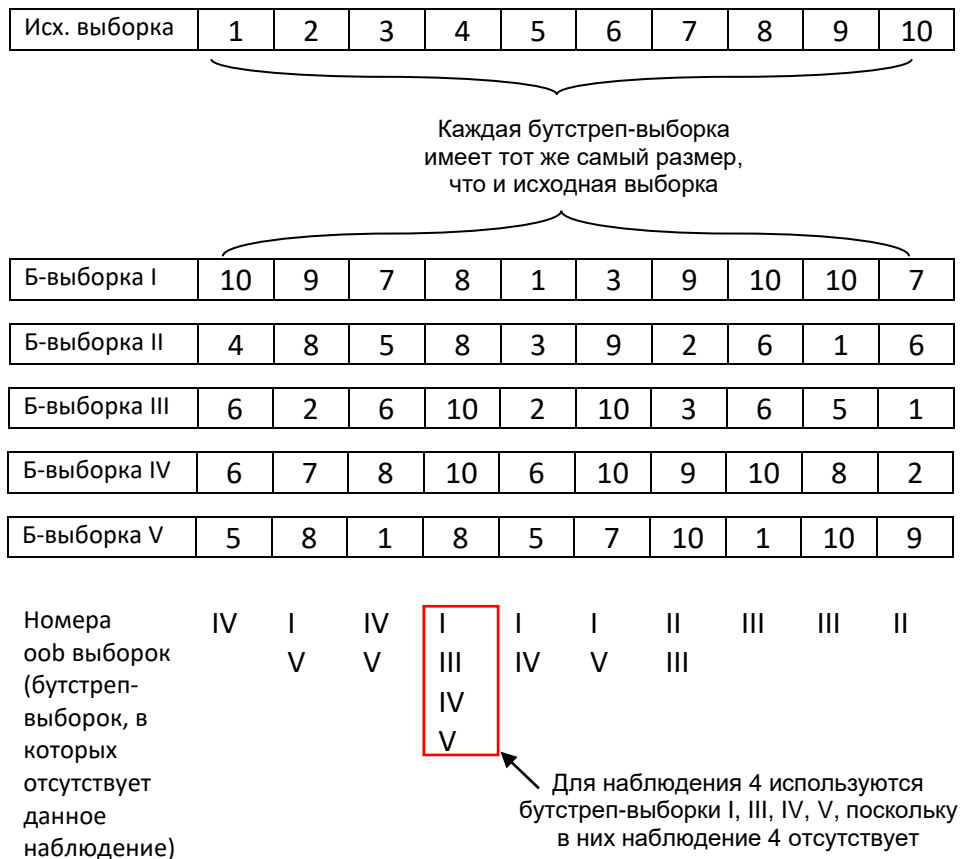 Исх. выборка 1 2 3 4 5 6 7 8 9 10
Каждая бутстреп-выборка
имеет тот же самый размер,
что и исходная выборка
Б-выборка I 10 9 7 8 1 3 9 10 10 7
Б-выборка II 4 8 5 8 3 9 2 6 1 6
Б-выборка III 6 2 6 10 2 10 3 6 5 1
Б-выборка IV 6 7 8 10 6 10 9 10 8 2
Б-выборка V 5 8 1 8 5 7 10 1 10 9
Номера IV I IV I I I II III III II
oob выборок V V III IV V III
(бутстреп- IV
выборок, в V
которых
отсутствует
данное
наблюдение)
Для наблюдения 4 используются
бутстреп-выборки I, III, IV, V, поскольку
в них наблюдение 4 отсутствует